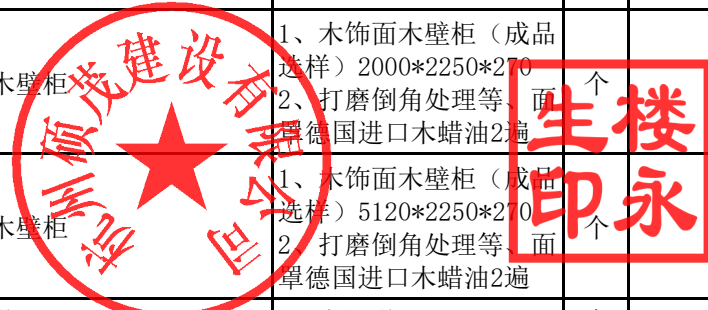 木壁柜
1、木饰面木壁柜（成品
选样）2000*2250*270
2、打磨倒角处理等、面
罩德国进口木蜡油2遍
个
木壁柜
1、木饰面木壁柜（成品
选样）5120*2250*270
2、打磨倒角处理等、面
罩德国进口木蜡油2遍
个
杭州硕茂建设有限公司
楼永
生印